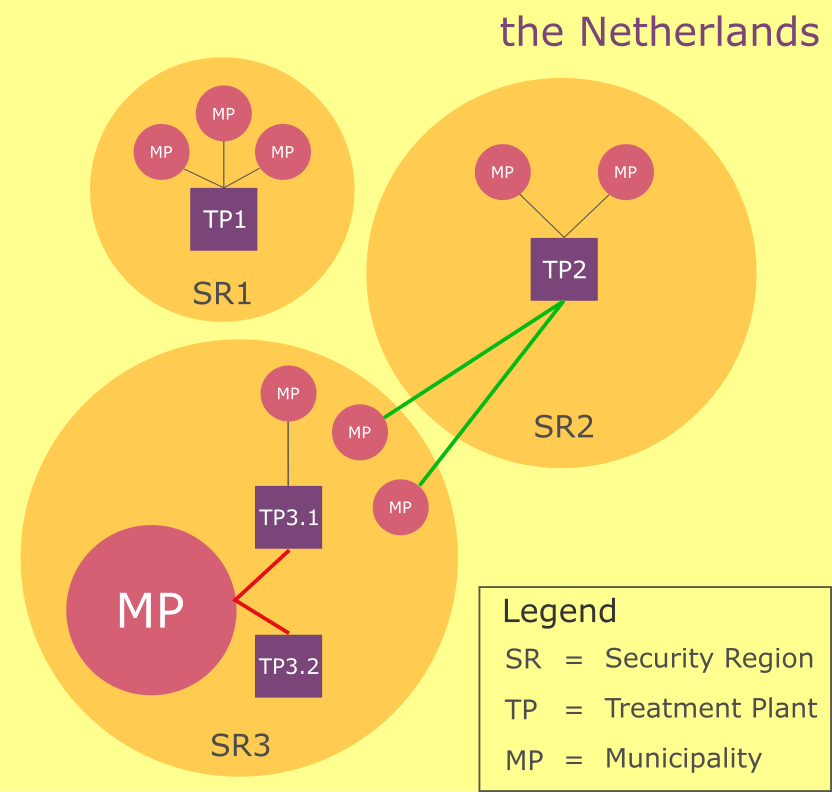 the Netherlands
MP
MP
MP
TP1
SR1
MP
MP
TP2
SR2
MP
MP
MP
TP3.1
MP
TP3.2
SR3
Legend
SR = Security Region
TP = Treatment Plant
MP = Municipality